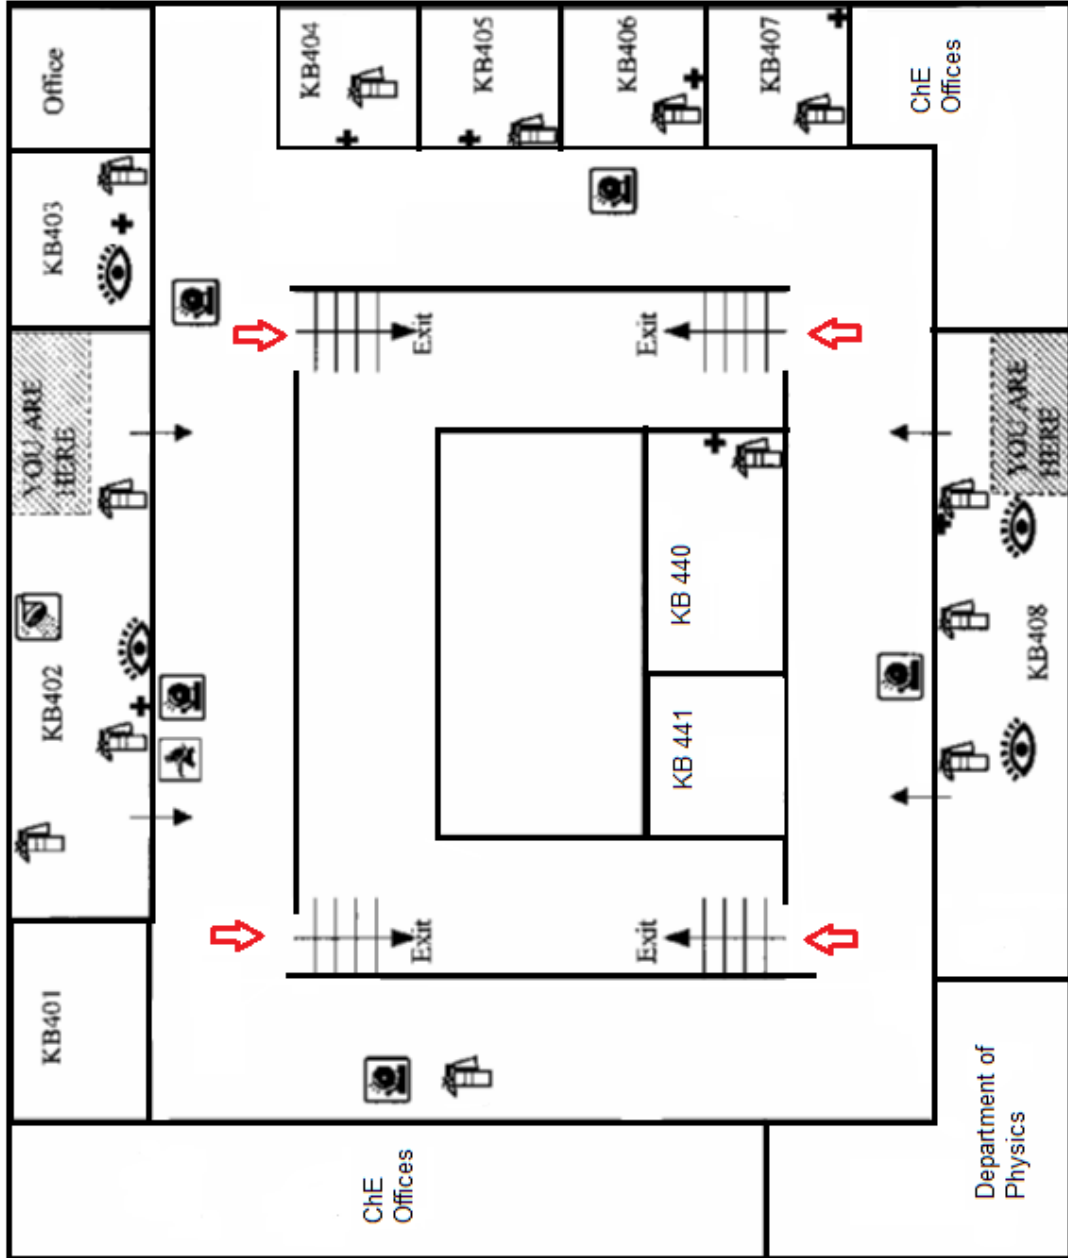 Office
KB404
KB405
KB406
KB407
ChE
Offices
KB403
Exit
Exit
YOU ARE
HERE
YOU ARE
HERE
KB 440
KB402
KB408
KB 441
Exit
Exit
KB401
Department of
Physics
ChE
Offices